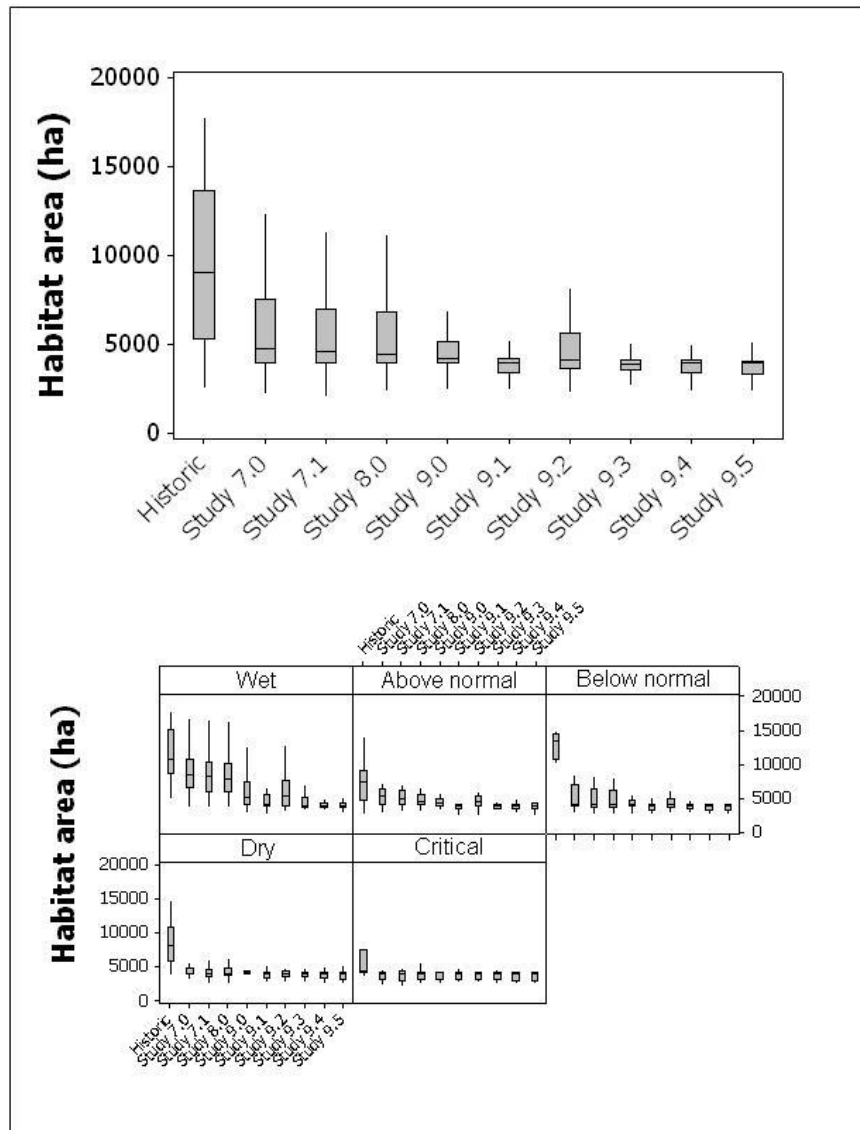 Habitat area (ha)
20000
15000
10000
5000
0
Historic
Study 7.0
Study 7.1
Study 8.0
Study 9.0
Study 9.1
Study 9.2
Study 9.3
Study 9.4
Study 9.5
Historic
Study 7.0
Study 7.1
Study 8.0
Study 9.0
Study 9.1
Study 9.2
Study 9.3
Study 9.4
Study 9.5
Habitat area (ha)
Wet
Above normal
Below normal
20000
15000
10000
5000
0
Dry
Critical
20000
15000
10000
5000
0
Historic
Study 7.0
Study 7.1
Study 8.0
Study 9.0
Study 9.1
Study 9.2
Study 9.3
Study 9.4
Study 9.5